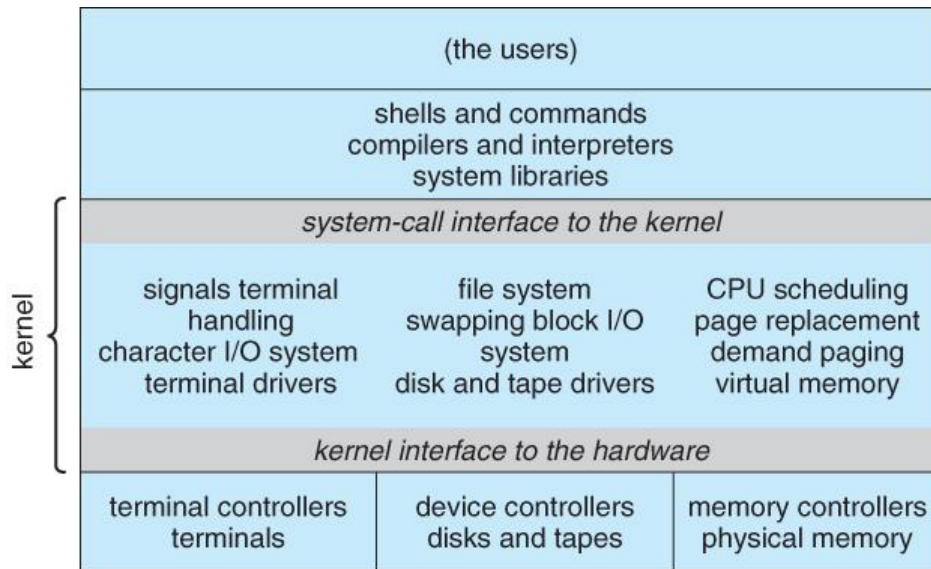 (the users)
shells and commands
compilers and interpreters
system libraries
system-call interface to the kernel
kernel
signals terminal
handling
character I/O system
terminal drivers
file system
swapping block I/O
system
disk and tape drivers
CPU scheduling
page replacement
demand paging
virtual memory
kernel interface to the hardware
terminal controllers
terminals
device controllers
disks and tapes
memory controllers
physical memory